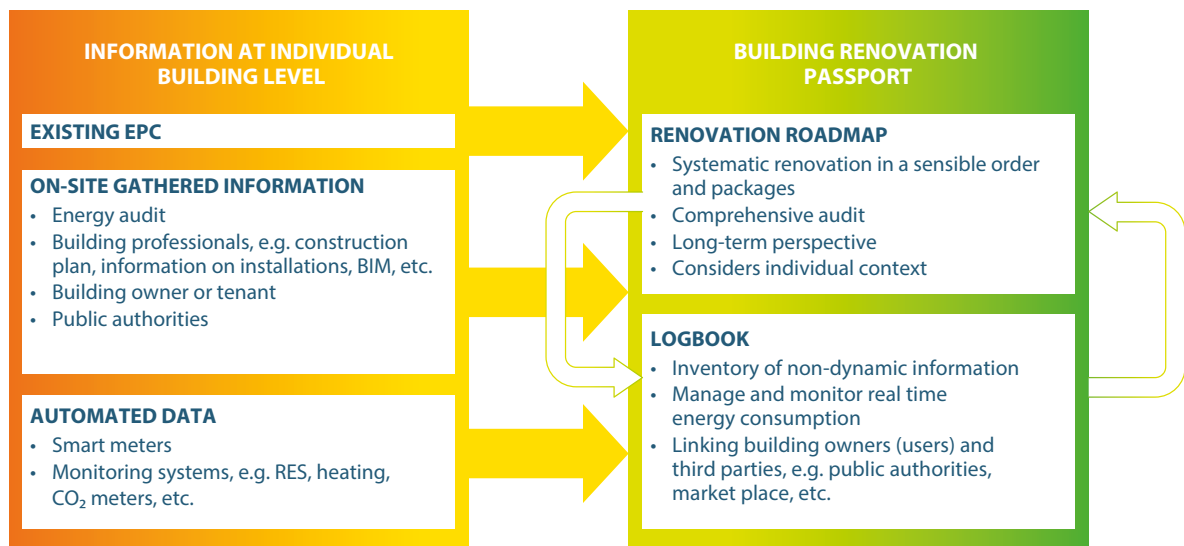 INFORMATION AT INDIVIDUAL
BUILDING LEVEL
EXISTING EPC
ON-SITE GATHERED INFORMATION
• Energy audit
• Building professionals, e.g. construction
plan, information on installations, BIM, etc.
• Building owner or tenant
• Public authorities
AUTOMATED DATA
• Smart meters
• Monitoring systems, e.g. RES, heating,
CO₂ meters, etc.
BUILDING RENOVATION
PASSPORT
RENOVATION ROADMAP
• Systematic renovation in a sensible order
and packages
• Comprehensive audit
• Long-term perspective
• Considers individual context
LOGBOOK
• Inventory of non-dynamic information
• Manage and monitor real time
energy consumption
• Linking building owners (users) and
third parties, e.g. public authorities,
market place, etc.